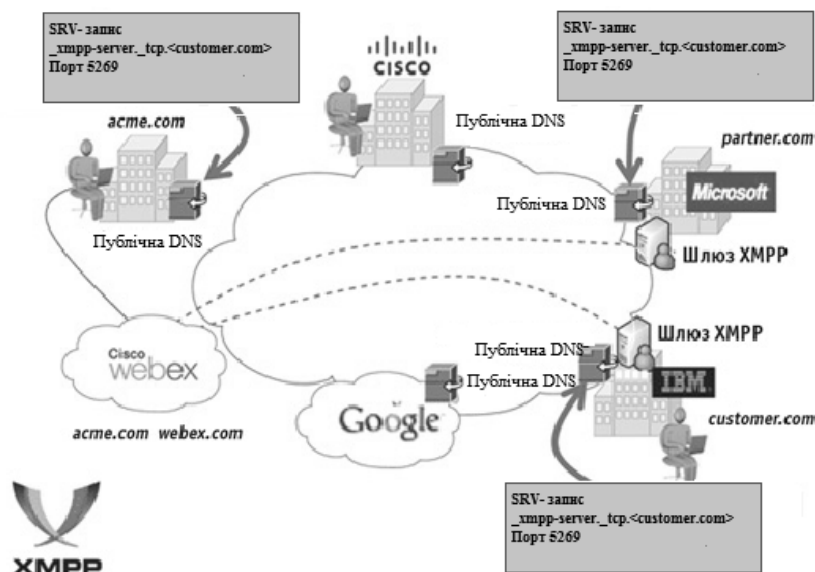 SRV- запис
_xmpp-server._tcp.<customer.com>
Порт 5269
SRV- запис
_xmpp-server._tcp.<customer.com>
Порт 5269
CISCO
acme.com
Публічна DNS
partner.com
Microsoft
Публічна DNS
Публічна DNS
Шлюз XMPP
Шлюз XMPP
Cisco
webex
Публічна DNS
Публічна DNS
IBM
Google
customer.com
acme.com webex.com
SRV- запис
_xmpp-server._tcp.<customer.com>
Порт 5269
XMPP